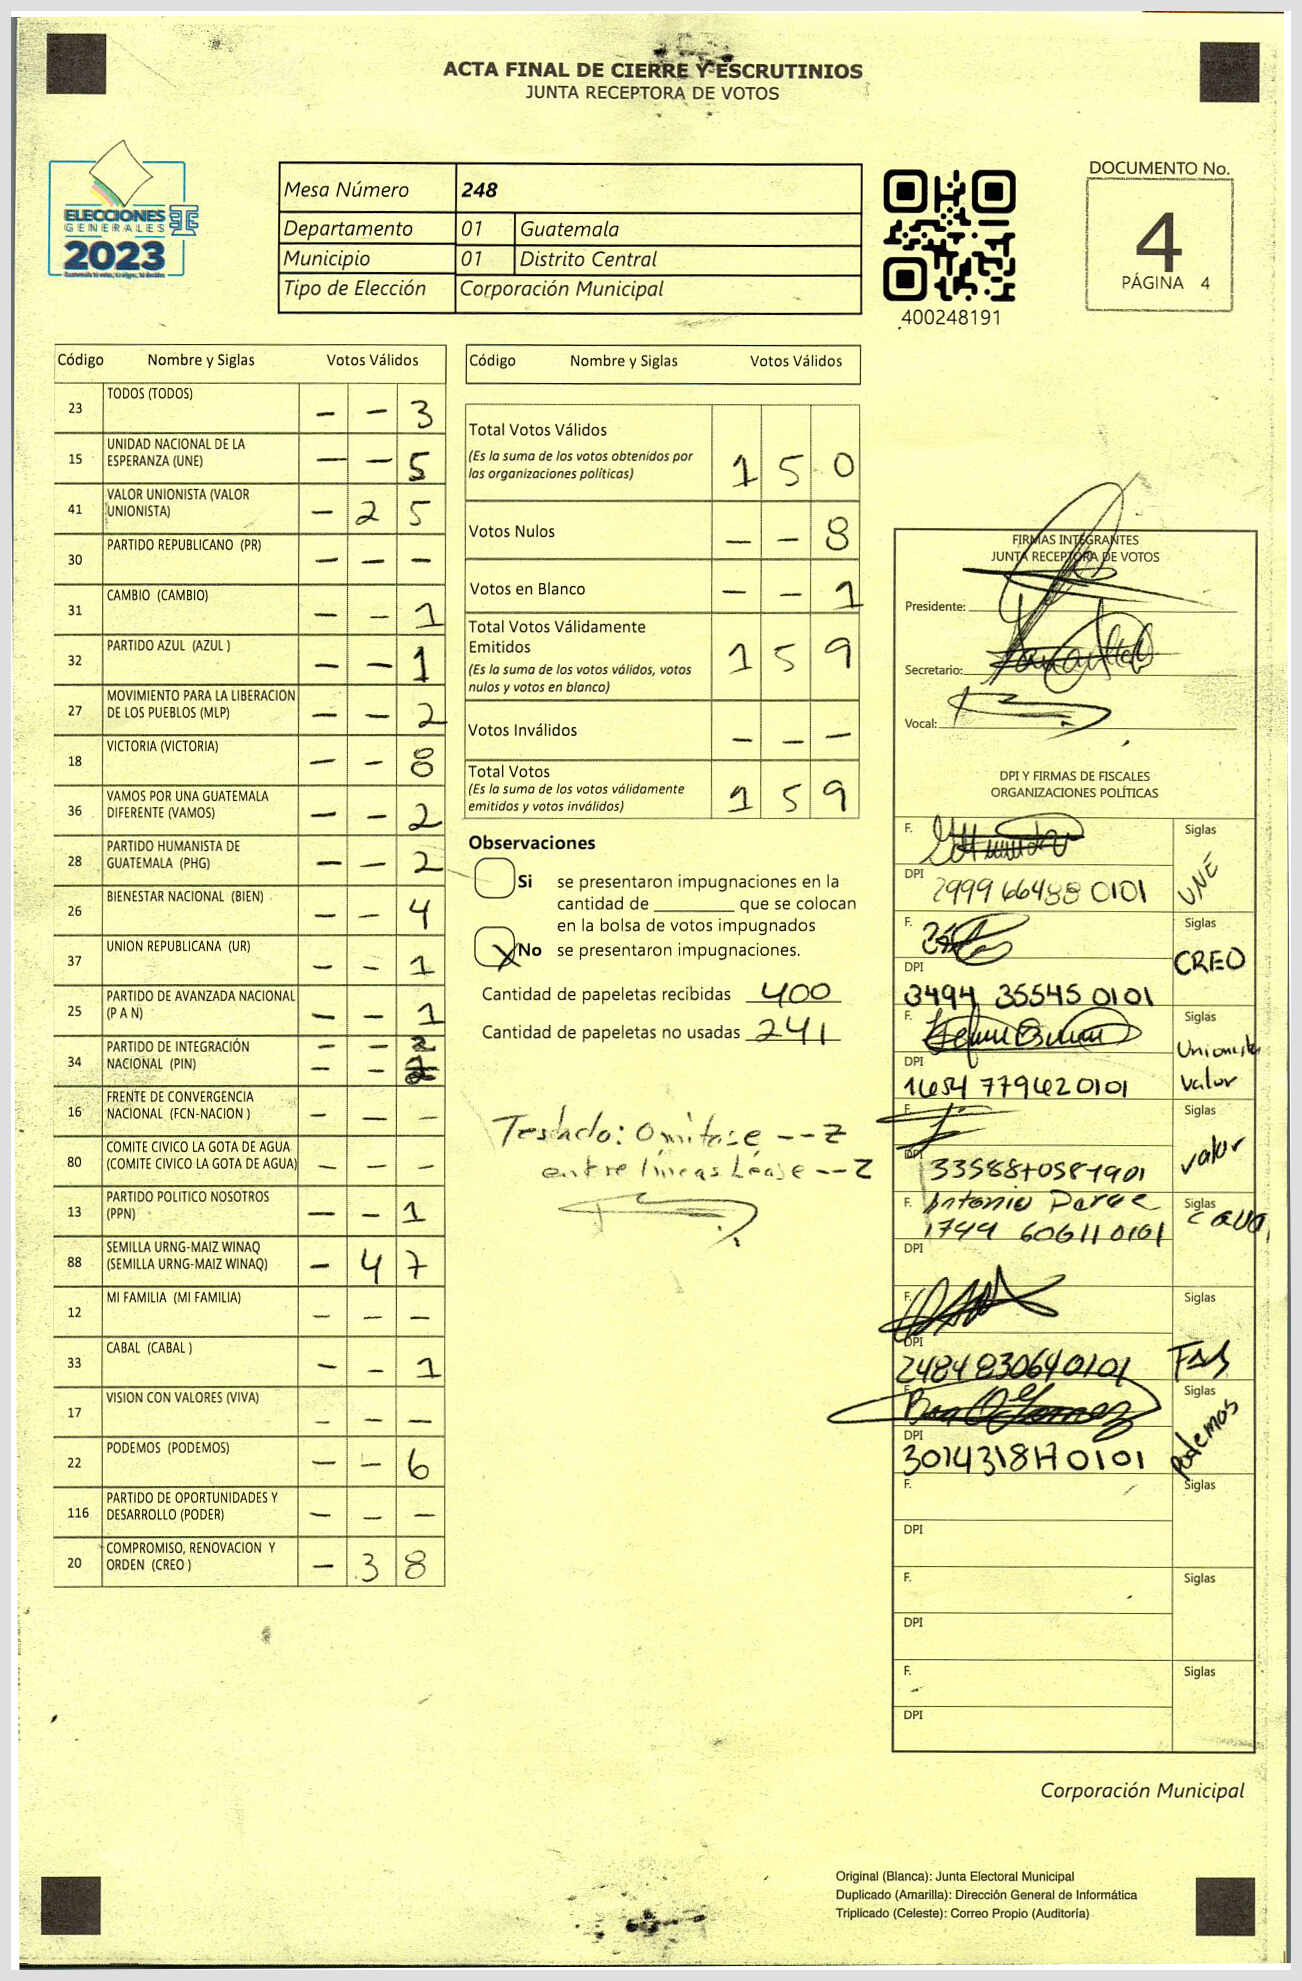 ACTA FINAL DE CIERRE Y ESCRUTINIOS
JUNTA RECEPTORA DE VOTOS
ELECCIONES
GENERALES
2023
Mesa Número 248
Departamento 01 Guatemala
Municipio 01 Distrito Central
Tipo de Elección Corporación Municipal
400248191
DOCUMENTO No.
4
PÁGINA 4
Código Nombre y Siglas Votos Válidos
23 TODOS (TODOS) – – 3
15 UNIDAD NACIONAL DE LA ESPERANZA (UNE) – – 5
41 VALOR UNIONISTA (VALOR UNIONISTA) – 2 5
30 PARTIDO REPUBLICANO (PR) – – –
31 CAMBIO (CAMBIO) – – 1
32 PARTIDO AZUL (AZUL ) – – 1
27 MOVIMIENTO PARA LA LIBERACION DE LOS PUEBLOS (MLP) – – 2
18 VICTORIA (VICTORIA) – – 8
36 VAMOS POR UNA GUATEMALA DIFERENTE (VAMOS) – – 2
28 PARTIDO HUMANISTA DE GUATEMALA (PHG) – – 2
26 BIENESTAR NACIONAL (BIEN) – – 4
37 UNION REPUBLICANA (UR) – – 1
25 PARTIDO DE AVANZADA NACIONAL (P A N) – – 1
34 PARTIDO DE INTEGRACIÓN NACIONAL (PIN) – – 2
– – 2
16 FRENTE DE CONVERGENCIA NACIONAL (FCN-NACION ) – – –
80 COMITE CIVICO LA GOTA DE AGUA (COMITE CIVICO LA GOTA DE AGUA) – – –
13 PARTIDO POLITICO NOSOTROS (PPN) – – 1
88 SEMILLA URNG-MAIZ WINAQ (SEMILLA URNG-MAIZ WINAQ) – 4 7
12 MI FAMILIA (MI FAMILIA) – – –
33 CABAL (CABAL ) – – 1
17 VISION CON VALORES (VIVA) – – –
22 PODEMOS (PODEMOS) – – 6
116 PARTIDO DE OPORTUNIDADES Y DESARROLLO (PODER) – – –
20 COMPROMISO, RENOVACION Y ORDEN (CREO ) – 3 8
Código Nombre y Siglas Votos Válidos
Total Votos Válidos 1 5 0
(Es la suma de los votos obtenidos por
las organizaciones políticas)
Votos Nulos – – 8
Votos en Blanco – – 1
Total Votos Válidamente
Emitidos 1 5 9
(Es la suma de los votos válidos, votos
nulos y votos en blanco)
Votos Inválidos – – –
Total Votos 1 5 9
(Es la suma de los votos válidamente
emitidos y votos inválidos)
Observaciones
Si se presentaron impugnaciones en la
cantidad de ________ que se colocan
en la bolsa de votos impugnados
X No se presentaron impugnaciones.
Cantidad de papeletas recibidas 400
Cantidad de papeletas no usadas 241
Testado: Omitase -- 2
entre líneas Léase -- 2
FIRMAS INTEGRANTES
JUNTA RECEPTORA DE VOTOS
Presidente:
Secretario:
Vocal:
DPI Y FIRMAS DE FISCALES
ORGANIZACIONES POLÍTICAS
F. Siglas
DPI 2999 66488 0101 UNE
F. Siglas
DPI CREO
3494 35545 0101
F. Siglas
DPI Unionista
1654 77962 0101 Valor
F. Siglas
DPI valor
F. Antonio Siglas
1749 60611 0101
DPI
F. Siglas
DPI
2484 83064 0101
F. Siglas
DPI Podemos
F. Siglas
DPI
F. Siglas
DPI
F. Siglas
DPI
Corporación Municipal
Original (Blanca): Junta Electoral Municipal
Duplicado (Amarilla): Dirección General de Informática
Triplicado (Celeste): Correo Propio (Auditoría)